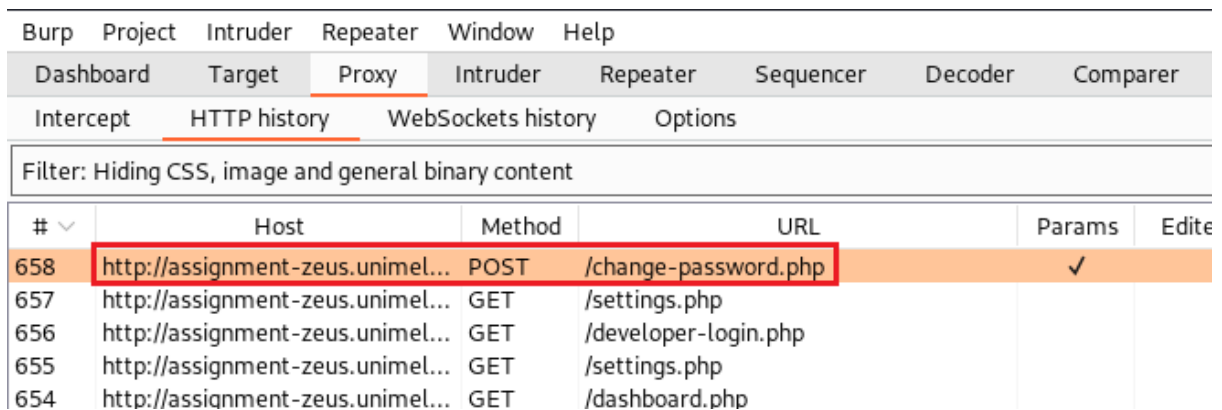 Burp Project Intruder Repeater Window Help
Dashboard Target Proxy Intruder Repeater Sequencer Decoder Comparer
Intercept HTTP history WebSockets history Options
Filter: Hiding CSS, image and general binary content
# Host Method URL Params Edite
658 http://assignment-zeus.unimel... POST /change-password.php ✓
657 http://assignment-zeus.unimel... GET /settings.php
656 http://assignment-zeus.unimel... GET /developer-login.php
655 http://assignment-zeus.unimel... GET /settings.php
654 http://assignment-zeus.unimel... GET /dashboard.php